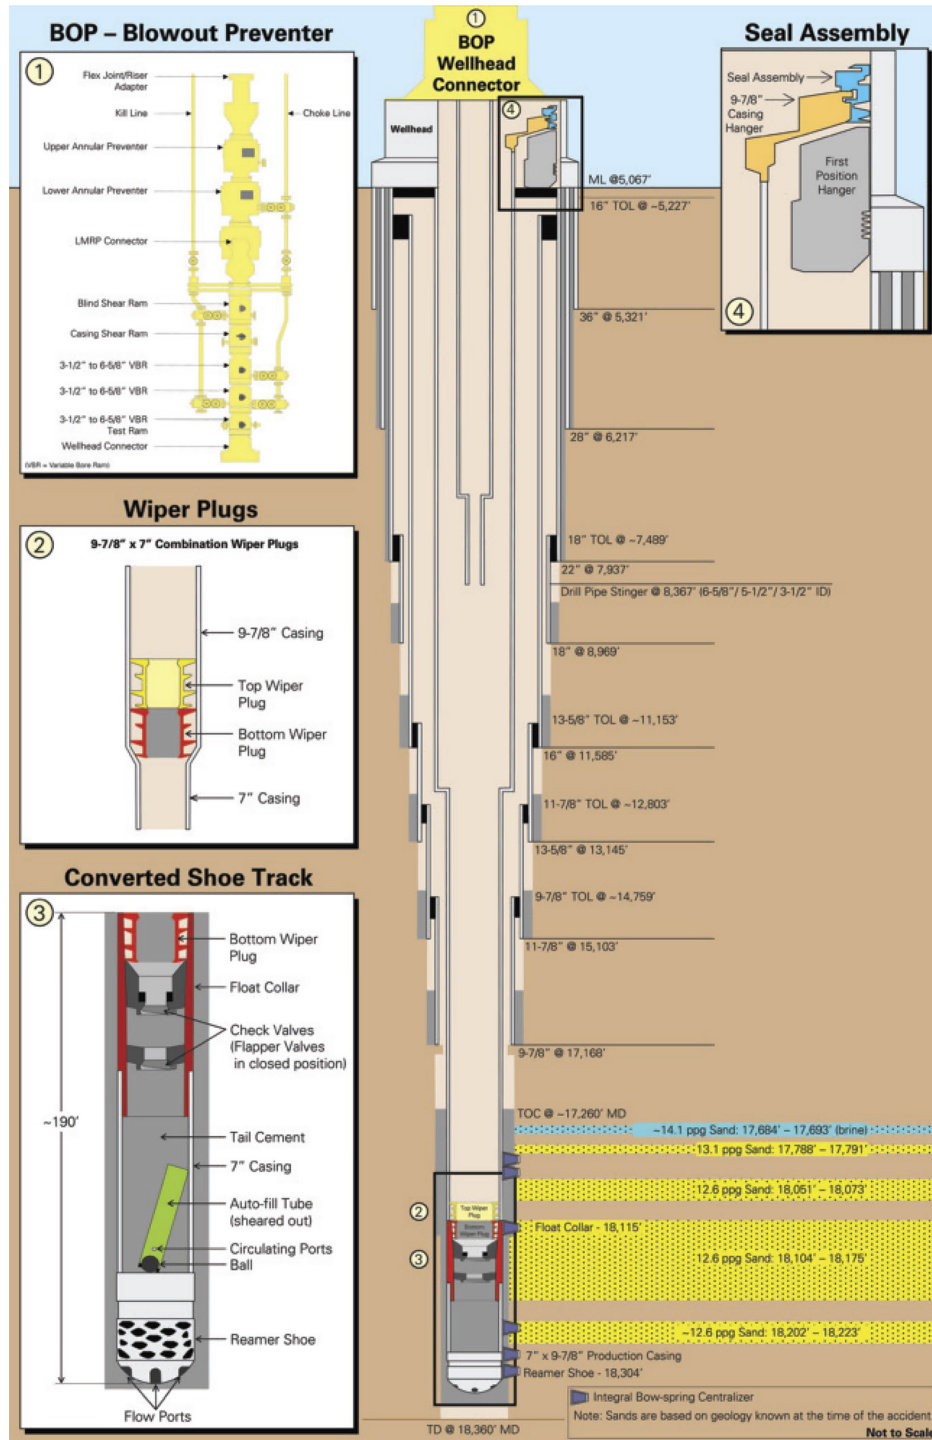 BOP – Blowout Preventer
1
Flex Joint/Riser
Adapter
Kill Line
Choke Line
Upper Annular Preventer
Lower Annular Preventer
LMRP Connector
Blind Shear Ram
Casing Shear Ram
3-1/2" to 6-5/8" VBR
3-1/2" to 6-5/8" VBR
3-1/2" to 6-5/8" VBR
Test Ram
Wellhead Connector
(VBR = Variable Bore Ram)
Wiper Plugs
2
9-7/8" x 7" Combination Wiper Plugs
9-7/8" Casing
Top Wiper
Plug
Bottom Wiper
Plug
7" Casing
Converted Shoe Track
3
Bottom Wiper
Plug
Float Collar
Check Valves
(Flapper Valves
in closed position)
~190'
Tail Cement
7" Casing
Auto-fill Tube
(sheared out)
Circulating Ports
Ball
Reamer Shoe
Flow Ports
1
BOP
Wellhead
Connector
Wellhead
4
ML @5,067'
16" TOL @ ~5,227'
36" @ 5,321'
28" @ 6,217'
18" TOL @ ~7,489'
22" @ 7,937'
Drill Pipe Stinger @ 8,367' (6-5/8"/ 5-1/2"/ 3-1/2" ID)
18" @ 8,969'
13-5/8" TOL @ ~11,153'
16" @ 11,585'
11-7/8" TOL @ ~12,803'
13-5/8" @ 13,145'
9-7/8" TOL @ ~14,759'
11-7/8" @ 15,103'
9-7/8" @ 17,168'
TOC @ ~17,260' MD
~14.1 ppg Sand: 17,684' – 17,693' (brine)
13.1 ppg Sand: 17,788' – 17,791'
12.6 ppg Sand: 18,051' – 18,073'
2
Top Wiper
Plug
Bottom
Wiper Plug
Float Collar - 18,115'
3
12.6 ppg Sand: 18,104' – 18,175'
~12.6 ppg Sand: 18,202' – 18,223'
7" x 9-7/8" Production Casing
Reamer Shoe - 18,304'
TD @ 18,360' MD
Integral Bow-spring Centralizer
Note: Sands are based on geology known at the time of the accident
Not to Scale
Seal Assembly
Seal Assembly
9-7/8"
Casing
Hanger
First
Position
Hanger
4